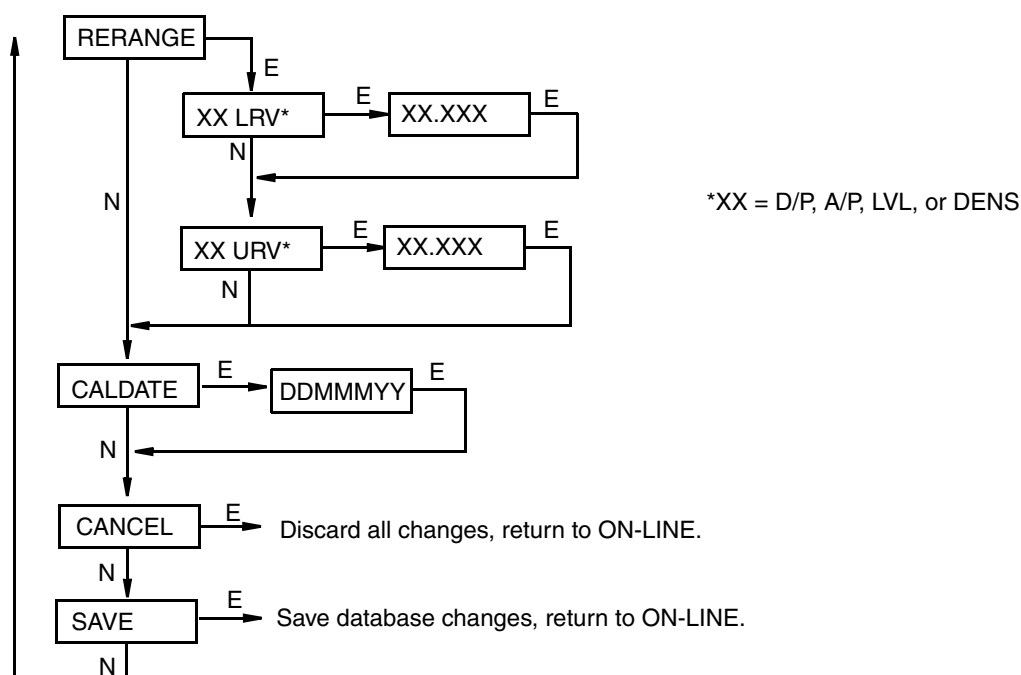 RERANGE
E
XX LRV*
E
XX.XXX
E
N
N
*XX = D/P, A/P, LVL, or DENS
XX URV*
E
XX.XXX
E
N
CALDATE
E
DDMMMYY
E
N
CANCEL
E
Discard all changes, return to ON-LINE.
N
SAVE
E
Save database changes, return to ON-LINE.
N